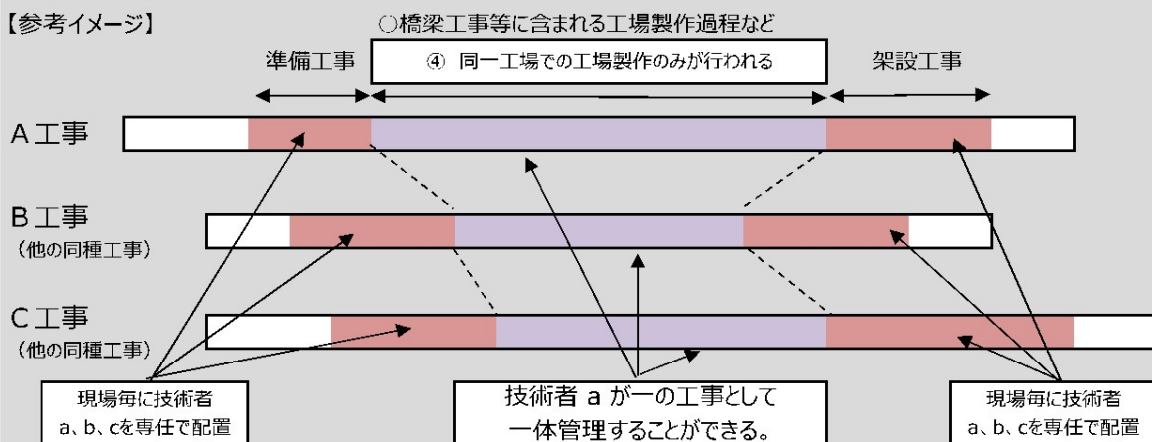 【参考イメージ】
○橋梁工事等に含まれる工場製作過程など
準備工事
④ 同一工場での工場製作のみが行われる
架設工事
A工事
B工事
（他の同種工事）
C工事
（他の同種工事）
現場毎に技術者
a、b、cを専任で配置
技術者 a が一の工事として
一体管理することができる。
現場毎に技術者
a、b、cを専任で配置